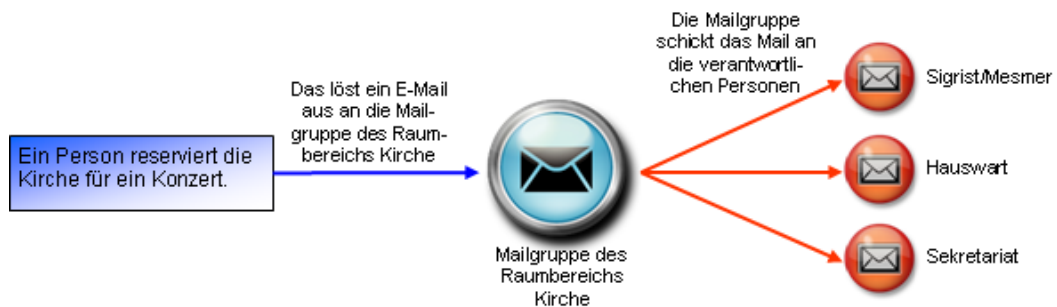 Ein Person reserviert die
Kirche für ein Konzert.
Das löst ein E-Mail
aus an die Mail-
gruppe des Raum-
bereichs Kirche
Mailgruppe des
Raumbereichs
Kirche
Die Mailgruppe
schickt das Mail an
die verantwortli-
chen Personen
Sigrist/Mesmer
Hauswart
Sekretariat